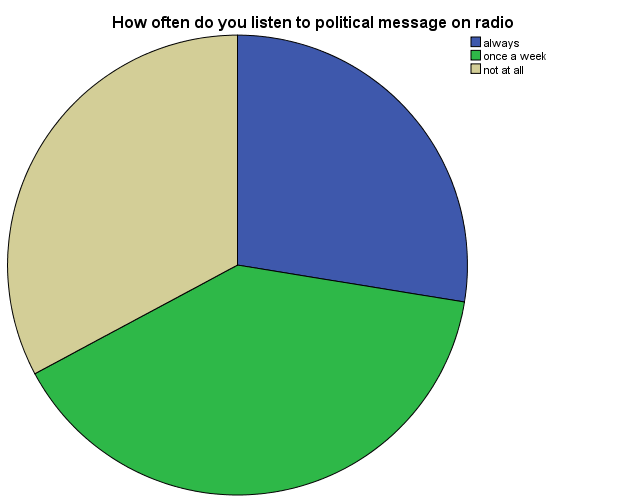 How often do you listen to political message on radio
always
once a week
not at all